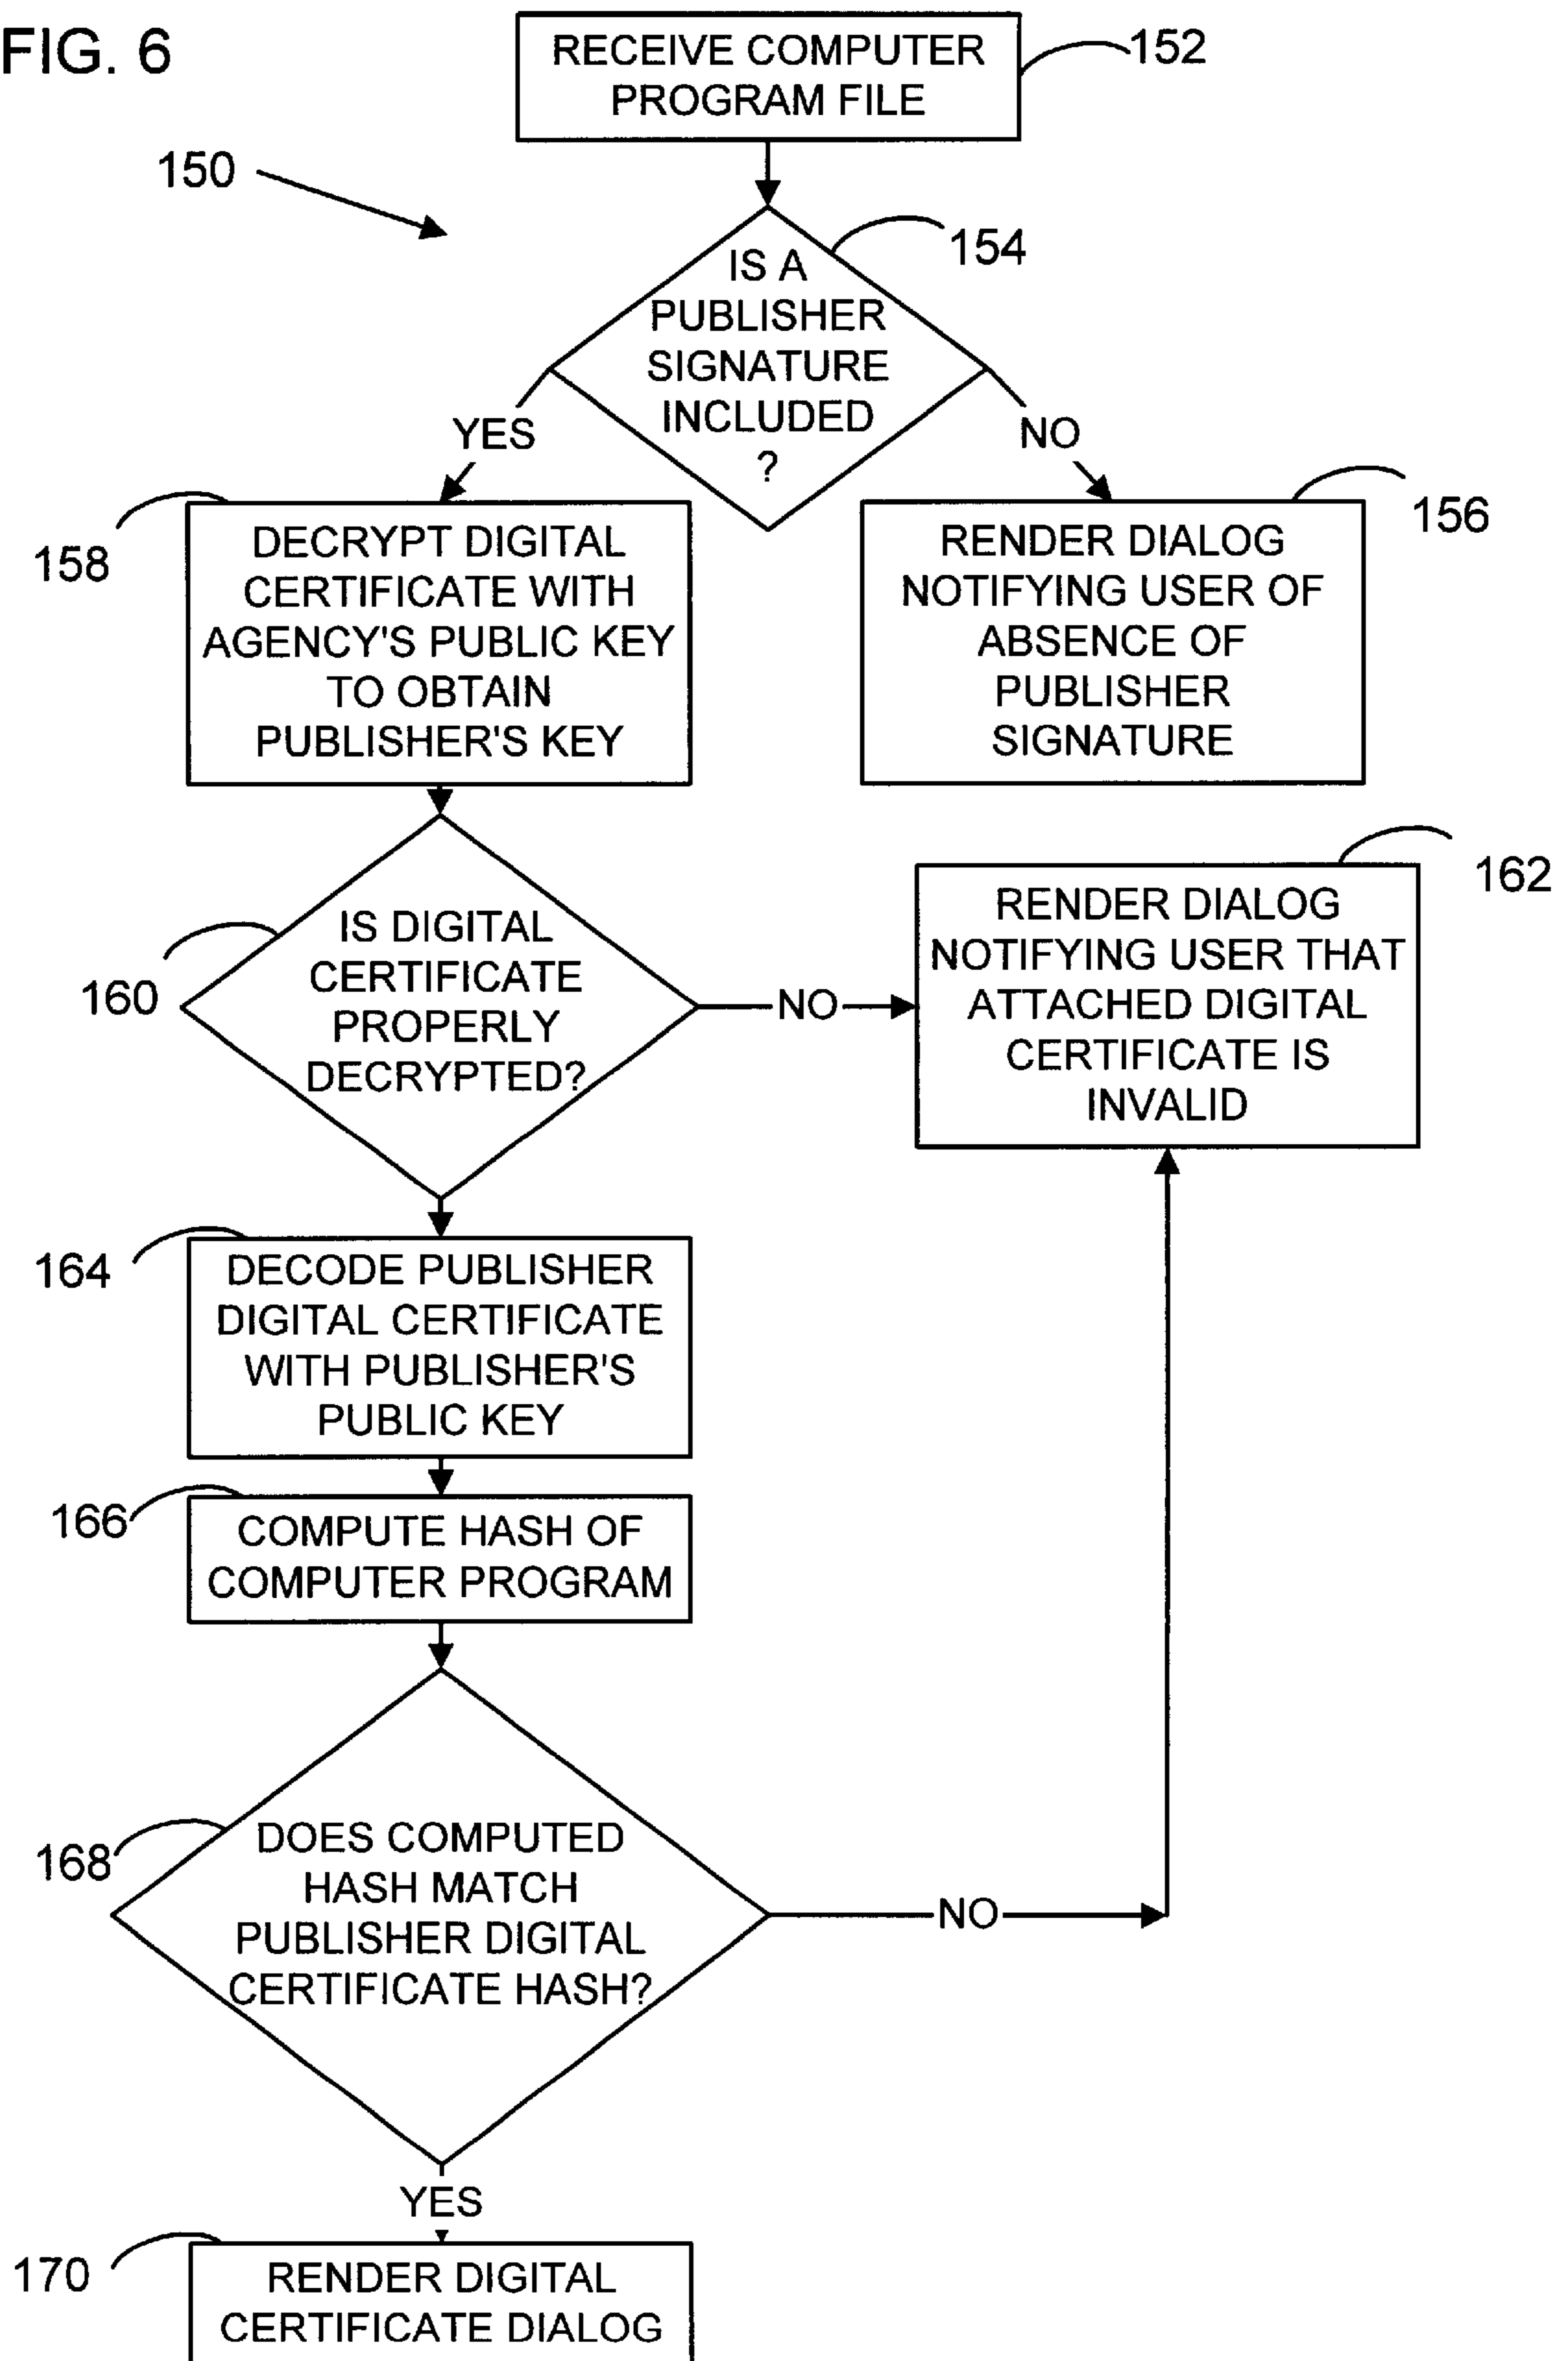 FIG. 6
RECEIVE COMPUTER
PROGRAM FILE
152
150
154
IS A
PUBLISHER
SIGNATURE
INCLUDED
?
YES
NO
158
DECRYPT DIGITAL
CERTIFICATE WITH
AGENCY'S PUBLIC KEY
TO OBTAIN
PUBLISHER'S KEY
156
RENDER DIALOG
NOTIFYING USER OF
ABSENCE OF
PUBLISHER
SIGNATURE
160
IS DIGITAL
CERTIFICATE
PROPERLY
DECRYPTED?
NO
162
RENDER DIALOG
NOTIFYING USER THAT
ATTACHED DIGITAL
CERTIFICATE IS
INVALID
164
DECODE PUBLISHER
DIGITAL CERTIFICATE
WITH PUBLISHER'S
PUBLIC KEY
166
COMPUTE HASH OF
COMPUTER PROGRAM
168
DOES COMPUTED
HASH MATCH
PUBLISHER DIGITAL
CERTIFICATE HASH?
NO
YES
170
RENDER DIGITAL
CERTIFICATE DIALOG